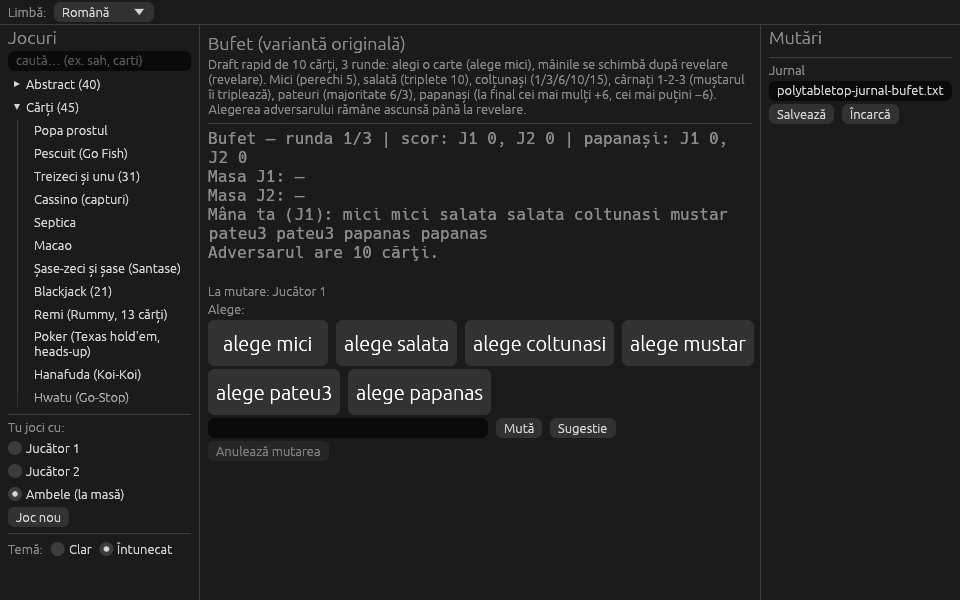 Limbă: Română
Jocuri
caută... (ex. sah, carti)
Abstract (40)
Cărți (45)
Popa prostul
Pescuit (Go Fish)
Treizeci și unu (31)
Cassino (capturi)
Septica
Macao
Șase-zeci și șase (Santase)
Blackjack (21)
Remi (Rummy, 13 cărți)
Poker (Texas hold'em,
heads-up)
Hanafuda (Koi-Koi)
Hwatu (Go-Stop)
Tu joci cu:
Jucător 1
Jucător 2
Ambele (la masă)
Joc nou
Temă: Clar Întunecat
Bufet (variantă originală)
Draft rapid de 10 cărți, 3 runde: alegi o carte (alege mici), mâinile se schimbă după revelare
(revelare). Mici (perechi 5), salată (triplete 10), colțunași (1/3/6/10/15), cârnați 1-2-3 (muștarul
îi triplează), pateuri (majoritate 6/3), papanași (la final cei mai mulți +6, cei mai puțini −6).
Alegerea adversarului rămâne ascunsă până la revelare.
Bufet — runda 1/3 | scor: J1 0, J2 0 | papanași: J1 0,
J2 0
Masa J1: —
Masa J2: —
Mâna ta (J1): mici mici salata salata coltunasi mustar
pateu3 pateu3 papanas papanas
Adversarul are 10 cărţi.
La mutare: Jucător 1
Alege:
alege mici alege salata alege coltunasi alege mustar
alege pateu3 alege papanas
Mută Sugestie
Anulează mutarea
Mutări
Jurnal
polytabletop-jurnal-bufet.txt
Salvează Încarcă